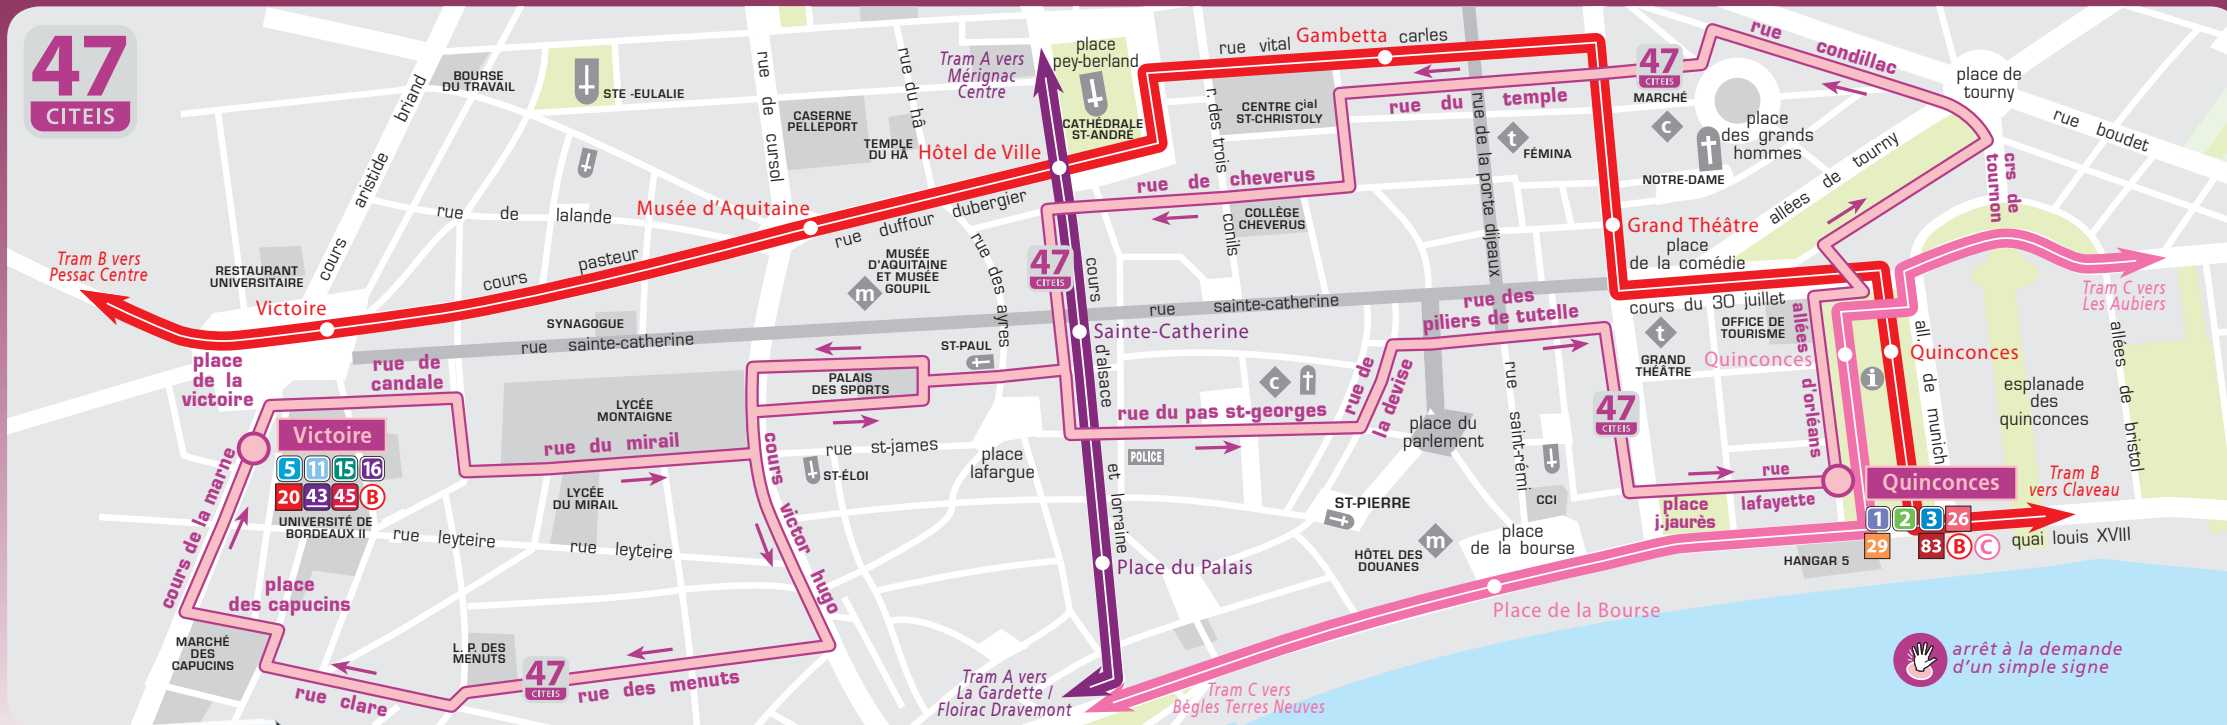 47
CITEIS
BOURSE
DU TRAVAIL
STE -EULALIE
cours
aristide
briand
rue de cursol
rue du hâ
CASERNE
PELLEPORT
TEMPLE
DU HÂ
Tram A vers
Mérignac
Centre
place
pey-berland
CATHÉDRALE
ST-ANDRÉ
Hôtel de Ville
rue vital carles
Gambetta
r. des trois
conils
CENTRE Cial
ST-CHRISTOLY
rue du temple
rue de la porte dijeaux
t
FÉMINA
47
CITEIS
MARCHÉ
c
rue condillac
place
des grands
hommes
NOTRE-DAME
place de
tourny
rue boudet
crs de
tournon
allées de tourny
rue de lalande
Musée d'Aquitaine
rue duffour dubergier
rue de cheverus
COLLÈGE
CHEVERUS
Grand Théâtre
place
de la comédie
Tram B vers
Pessac Centre
RESTAURANT
UNIVERSITAIRE
cours pasteur
Victoire
MUSÉE
D'AQUITAINE
ET MUSÉE
GOUPIL
m
rue des ayres
47
CITEIS
cours
d'alsace
et lorraine
rue sainte-catherine
rue des
piliers de tutelle
cours du 30 juillet
t
OFFICE DE
TOURISME
GRAND
THÉÂTRE
Tram C vers
Les Aubiers
SYNAGOGUE
rue sainte-catherine
ST-PAUL
Sainte-Catherine
Quinconces
Quinconces
i
allées
d'orléans
all. de munich
esplanade
des
quinconces
allées de bristol
place
de la
victoire
rue de
candale
PALAIS
DES SPORTS
LYCÉE
MONTAIGNE
c
rue du pas st-georges
rue de
la devise
place du
parlement
rue saint-rémi
47
CITEIS
Victoire
5 11 15 16
20 43 45 B
UNIVERSITÉ DE
BORDEAUX II
cours de la marne
rue du mirail
LYCÉE
DU MIRAIL
cours victor hugo
rue st-james
ST-ÉLOI
place
lafargue
POLICE
ST-PIERRE
CCI
rue
lafayette
place
j.jaurès
Quinconces
1 2 3 26
29 83 B C
Tram B
vers Claveau
quai louis XVIII
HANGAR 5
rue leyteire
rue leyteire
HÔTEL DES
DOUANES
m
place
de la bourse
Place du Palais
Place de la Bourse
place
des capucins
MARCHÉ
DES
CAPUCINS
L. P. DES
MENUTS
rue clare
47
CITEIS
rue des menuts
Tram A vers
La Gardette /
Floirac Dravemont
Tram C vers
Bègles Terres Neuves
arrêt à la demande
d'un simple signe